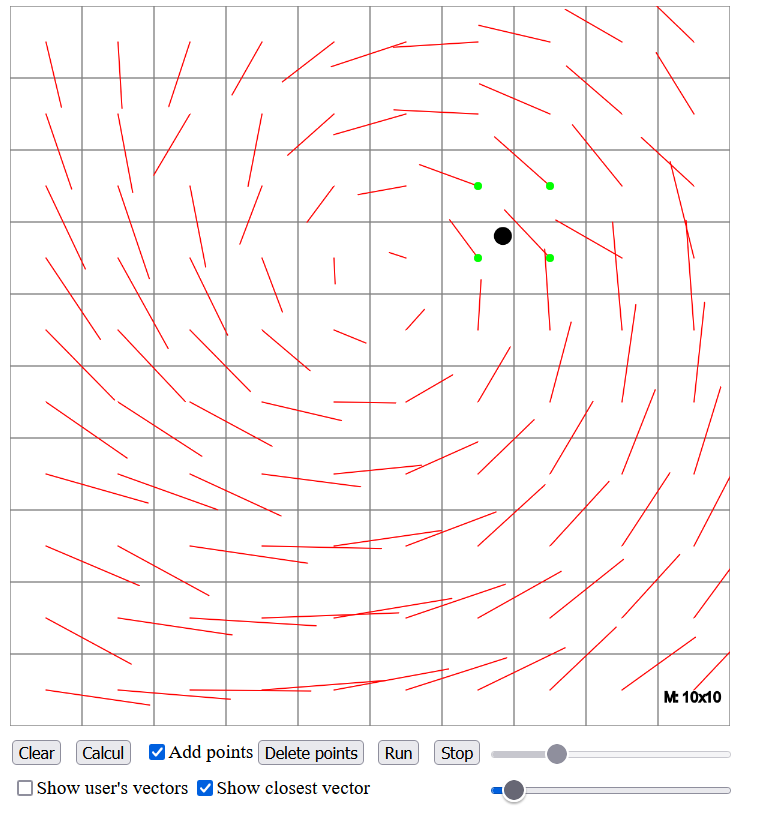 M: 10x10
Clear Calcul Add points Delete points Run Stop
Show user's vectors Show closest vector